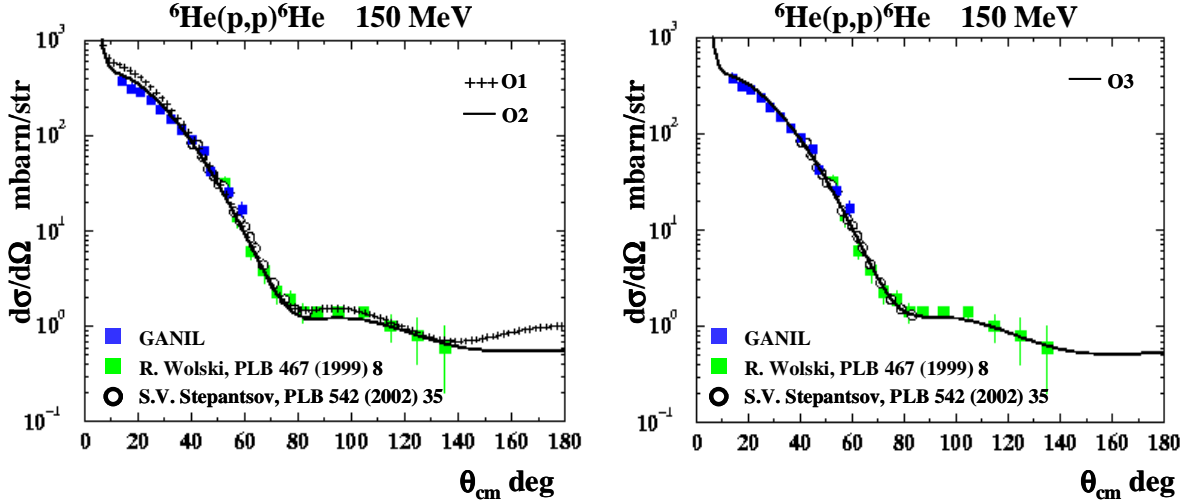 ⁶He(p,p)⁶He 150 MeV
dσ/dΩ mbarn/str
10³
10²
10
10⁰
10⁻¹
+++ O1
O2
GANIL
R. Wolski, PLB 467 (1999) 8
S.V. Stepantsov, PLB 542 (2002) 35
0 20 40 60 80 100 120 140 160 180
θcm deg
⁶He(p,p)⁶He 150 MeV
dσ/dΩ mbarn/str
10³
10²
10
10⁰
10⁻¹
O3
GANIL
R. Wolski, PLB 467 (1999) 8
S.V. Stepantsov, PLB 542 (2002) 35
0 20 40 60 80 100 120 140 160 180
θcm deg